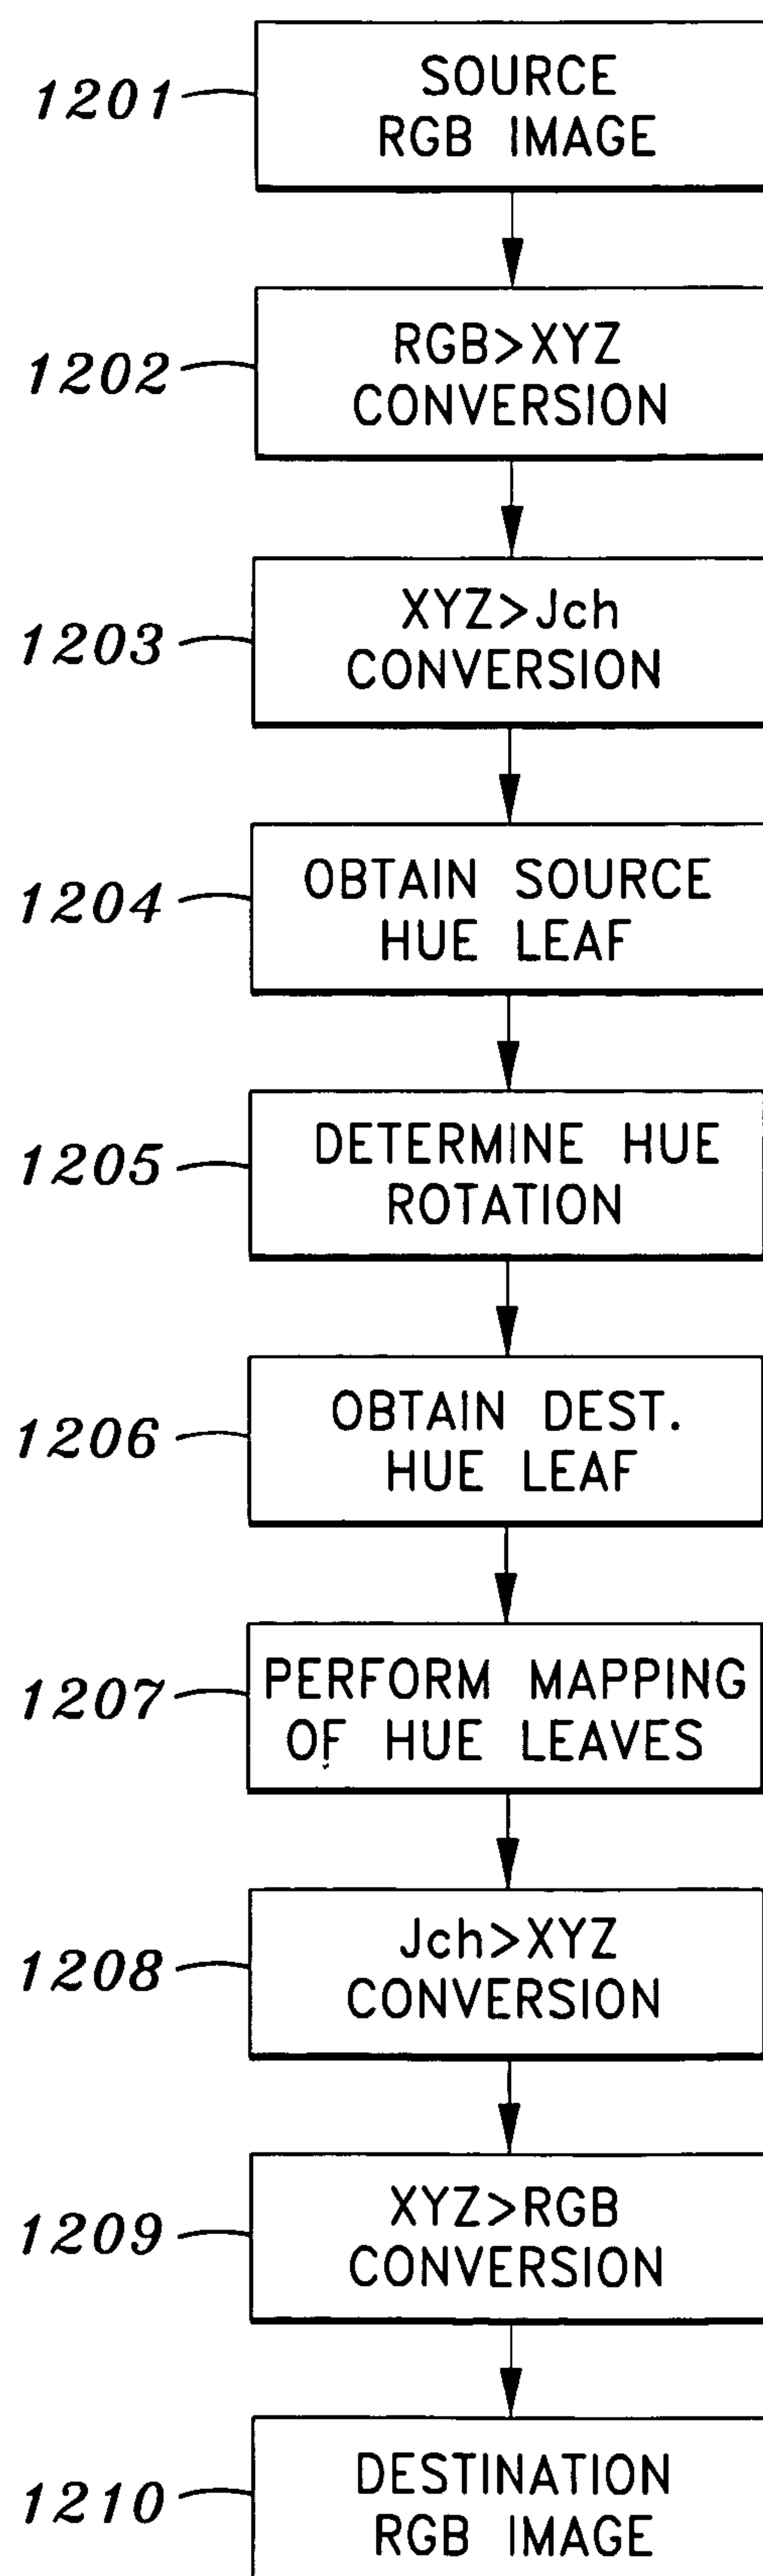 1201
SOURCE
RGB IMAGE
1202
RGB>XYZ
CONVERSION
1203
XYZ>Jch
CONVERSION
1204
OBTAIN SOURCE
HUE LEAF
1205
DETERMINE HUE
ROTATION
1206
OBTAIN DEST.
HUE LEAF
1207
PERFORM MAPPING
OF HUE LEAVES
1208
Jch>XYZ
CONVERSION
1209
XYZ>RGB
CONVERSION
1210
DESTINATION
RGB IMAGE